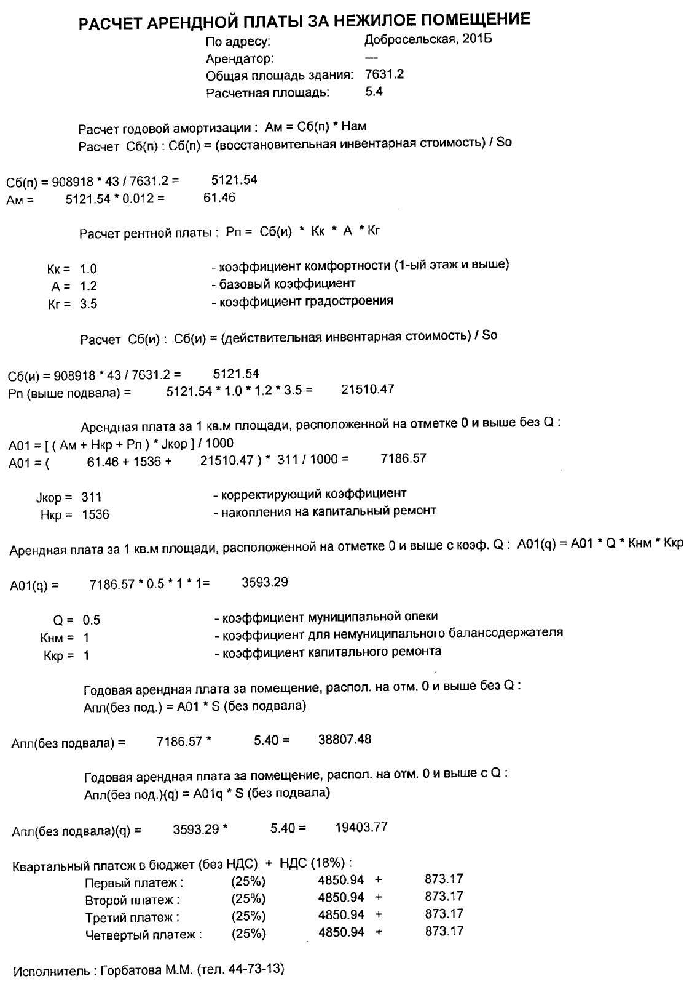 РАСЧЕТ АРЕНДНОЙ ПЛАТЫ ЗА НЕЖИЛОЕ ПОМЕЩЕНИЕ
По адресу: Добросельская, 201Б
Арендатор: ---
Общая площадь здания: 7631.2
Расчетная площадь: 5.4
Расчет годовой амортизации : Ам = Сб(п) * Нам
Расчет Сб(п) : Сб(п) = (восстановительная инвентарная стоимость) / So
Сб(п) = 908918 * 43 / 7631.2 = 5121.54
Ам = 5121.54 * 0.012 = 61.46
Расчет рентной платы : Рп = Сб(и) * Кк * А * Кг
Кк = 1.0 - коэффициент комфортности (1-ый этаж и выше)
А = 1.2 - базовый коэффициент
Кг = 3.5 - коэффициент градостроения
Расчет Сб(и) : Сб(и) = (действительная инвентарная стоимость) / So
Сб(и) = 908918 * 43 / 7631.2 = 5121.54
Рп (выше подвала) = 5121.54 * 1.0 * 1.2 * 3.5 = 21510.47
Арендная плата за 1 кв.м площади, расположенной на отметке 0 и выше без Q :
А01 = [ ( Ам + Нкр + Рп ) * Jкор ] / 1000
А01 = ( 61.46 + 1536 + 21510.47 ) * 311 / 1000 = 7186.57
Jкор = 311 - корректирующий коэффициент
Нкр = 1536 - накопления на капитальный ремонт
Арендная плата за 1 кв.м площади, расположенной на отметке 0 и выше с коэф. Q : А01(q) = А01 * Q * Кнм * Ккр
А01(q) = 7186.57 * 0.5 * 1 * 1= 3593.29
Q = 0.5 - коэффициент муниципальной опеки
Кнм = 1 - коэффициент для немуниципального балансодержателя
Ккр = 1 - коэффициент капитального ремонта
Годовая арендная плата за помещение, распол. на отм. 0 и выше без Q :
Апл(без под.) = А01 * S (без подвала)
Апл(без подвала) = 7186.57 * 5.40 = 38807.48
Годовая арендная плата за помещение, распол. на отм. 0 и выше с Q :
Апл(без под.)(q) = А01q * S (без подвала)
Апл(без подвала)(q) = 3593.29 * 5.40 = 19403.77
Квартальный платеж в бюджет (без НДС) + НДС (18%) :
Первый платеж : (25%) 4850.94 + 873.17
Второй платеж : (25%) 4850.94 + 873.17
Третий платеж : (25%) 4850.94 + 873.17
Четвертый платеж : (25%) 4850.94 + 873.17
Исполнитель : Горбатова М.М. (тел. 44-73-13)